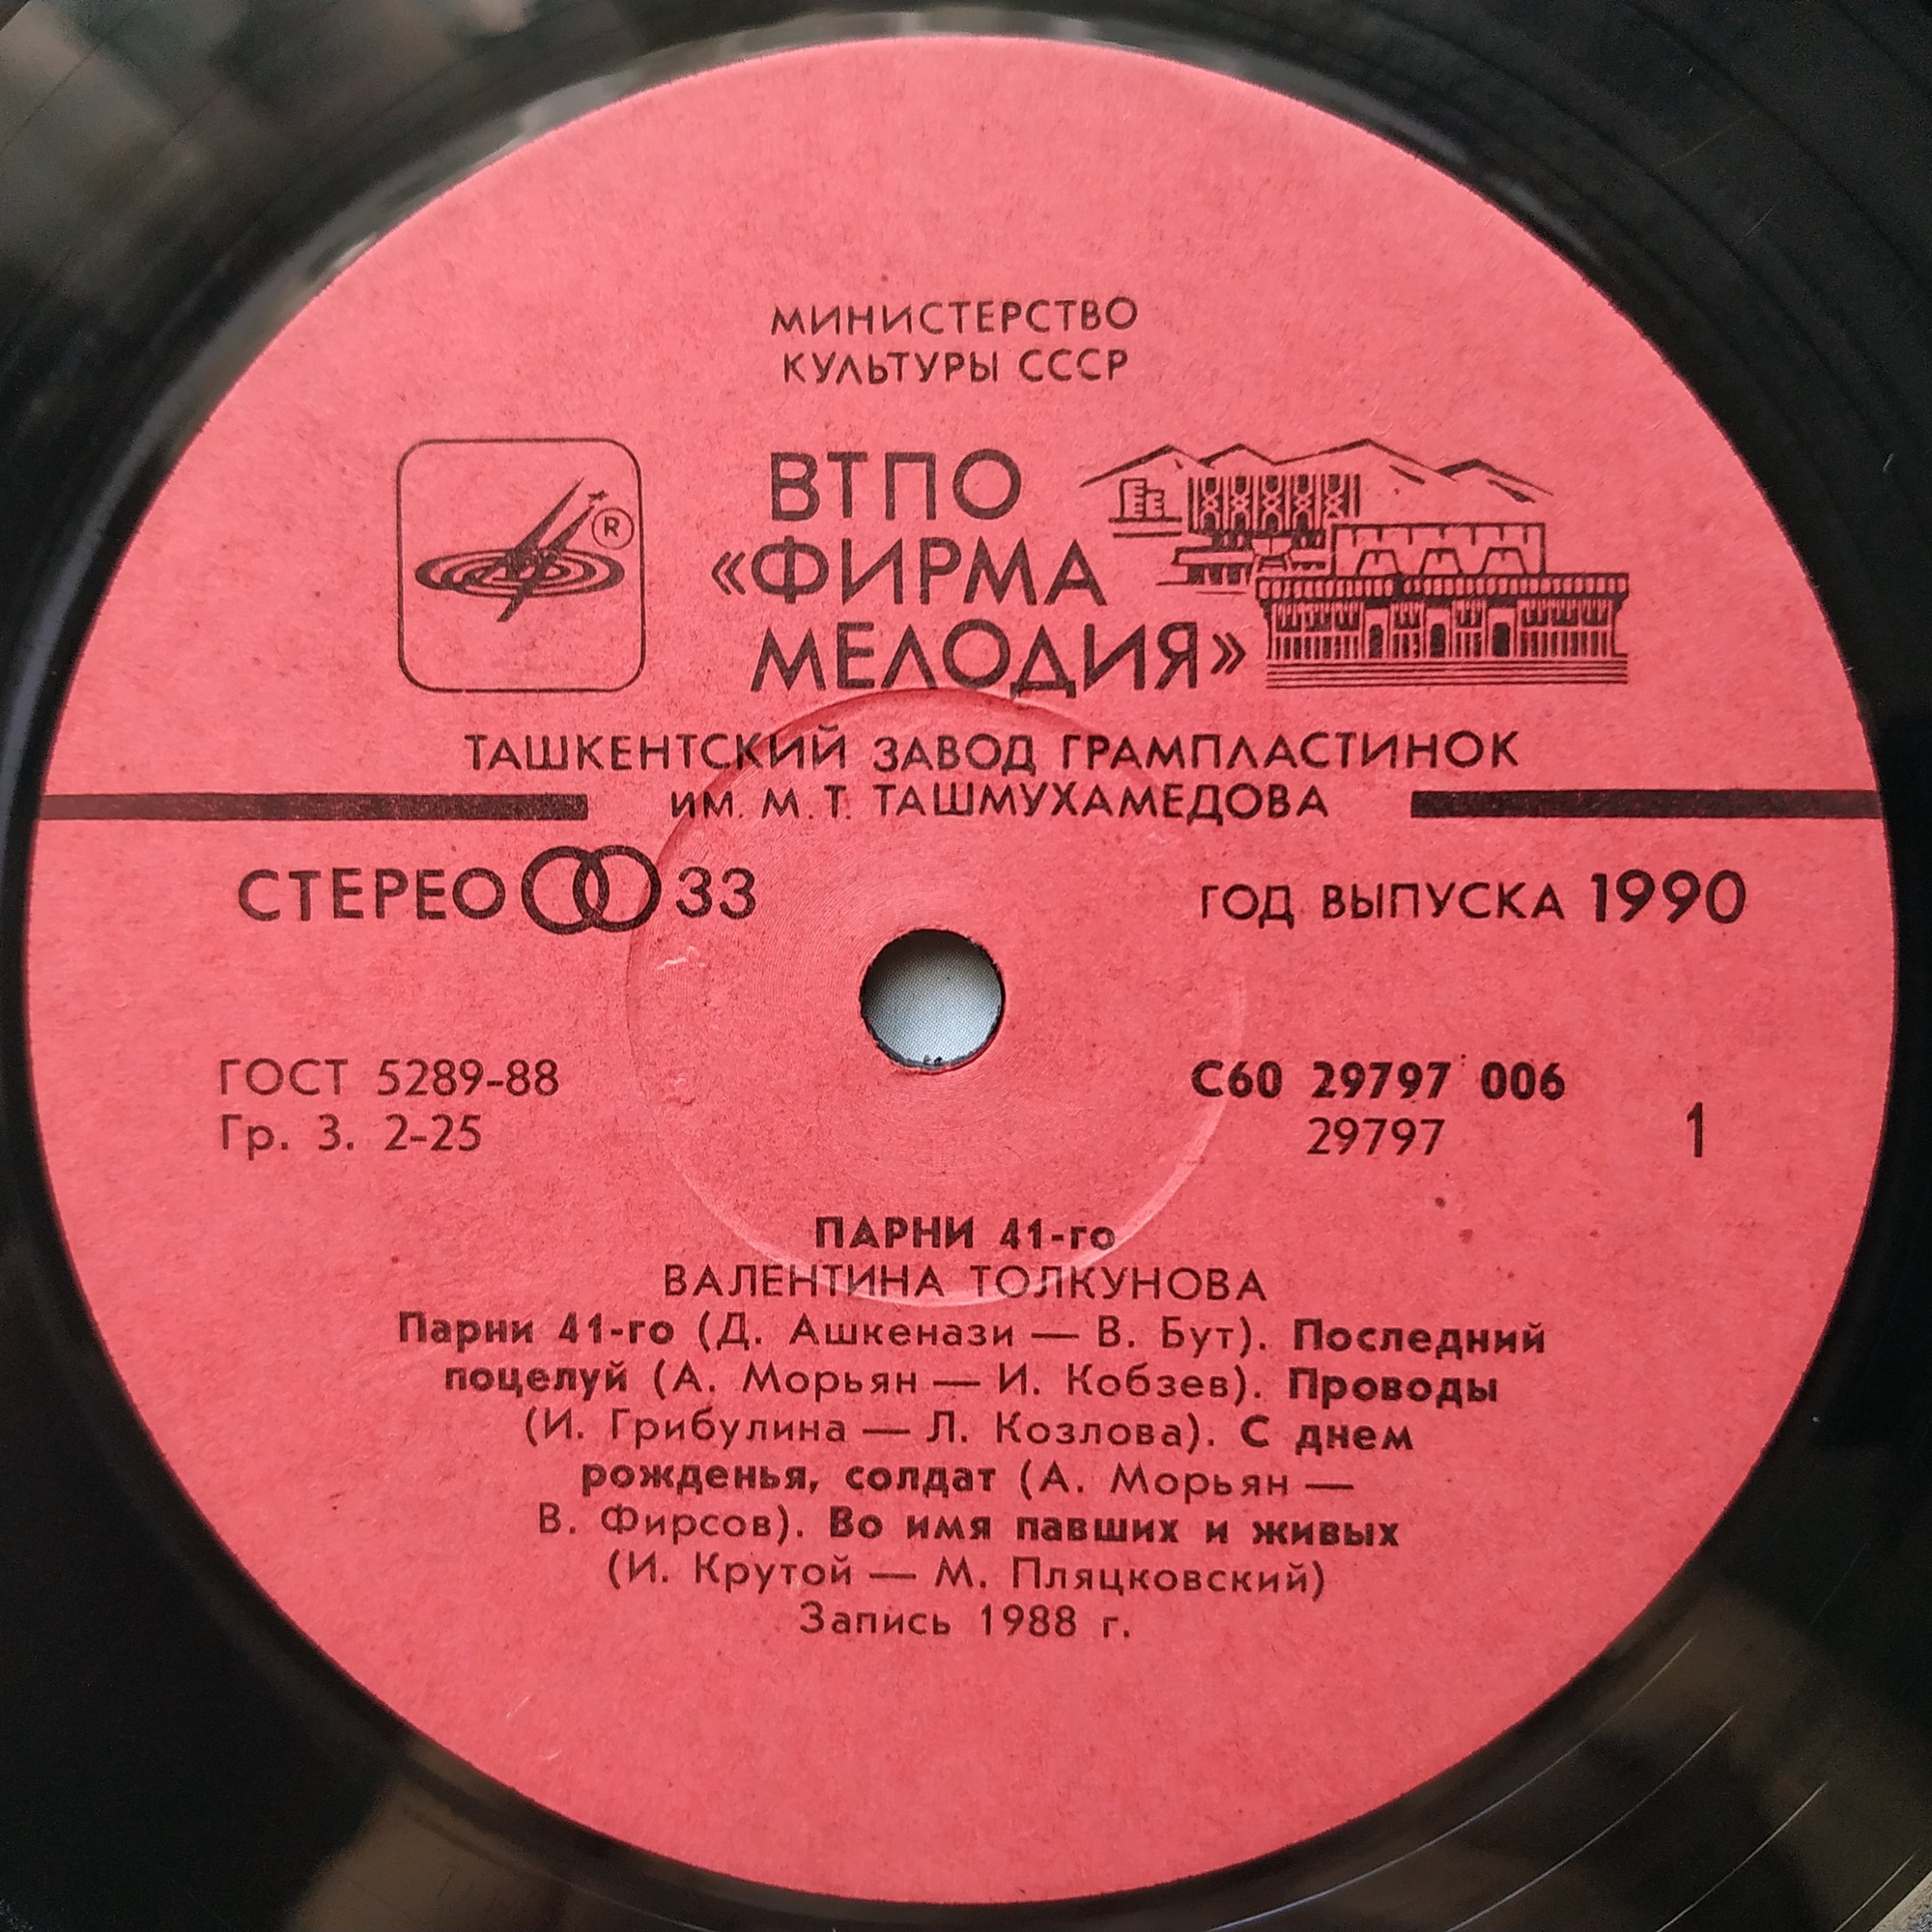 МИНИСТЕРСТВО
КУЛЬТУРЫ СССР
ВТПО
«ФИРМА
МЕЛОДИЯ»
®
ТАШКЕНТСКИЙ ЗАВОД ГРАМПЛАСТИНОК
ИМ. М. Т. ТАШМУХАМЕДОВА
СТЕРЕО 33
ГОД ВЫПУСКА 1990
ГОСТ 5289-88
Гр. 3. 2-25
С60 29797 006
29797
1
ПАРНИ 41-го
ВАЛЕНТИНА ТОЛКУНОВА
Парни 41-го (Д. Ашкенази — В. Бут). Последний
поцелуй (А. Морьян — И. Кобзев). Проводы
(И. Грибулина — Л. Козлова). С днем
рожденья, солдат (А. Морьян —
В. Фирсов). Во имя павших и живых
(И. Крутой — М. Пляцковский)
Запись 1988 г.